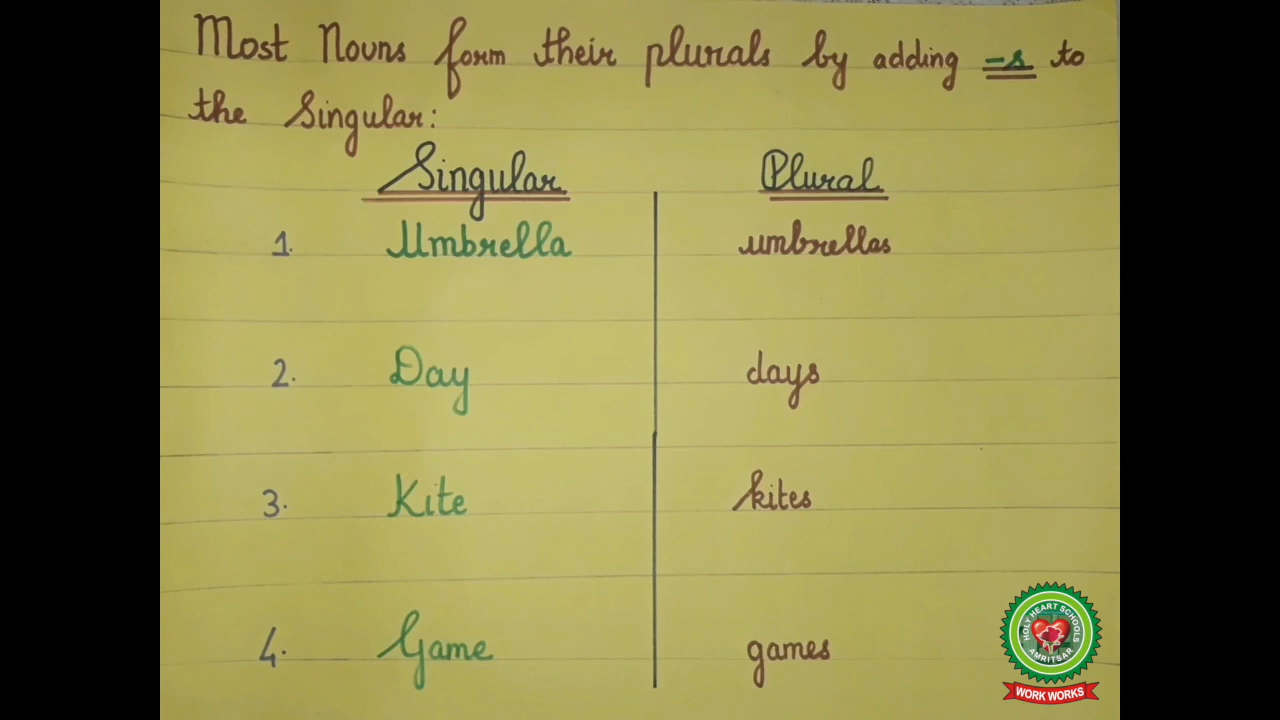 Most Nouns form their plurals by adding -s to
the Singular:
Singular Plural
1. Umbrella umbrellas
2. Day days
3. Kite kites
4. Game games
HOLY HEART SCHOOLS
AMRITSAR
WORK WORKS